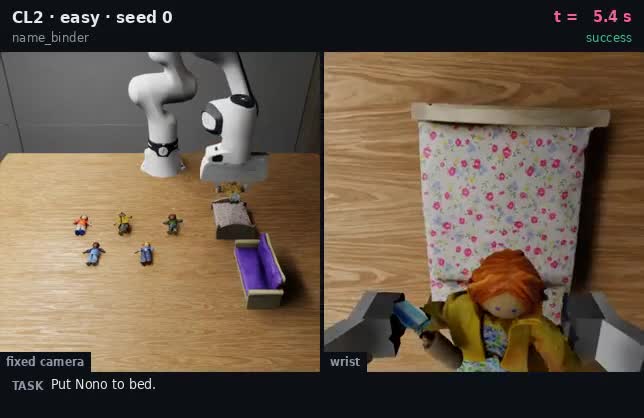 CL2 · easy · seed 0
t = 5.4 s
name_binder
success
fixed camera
wrist
TASK Put Nono to bed.